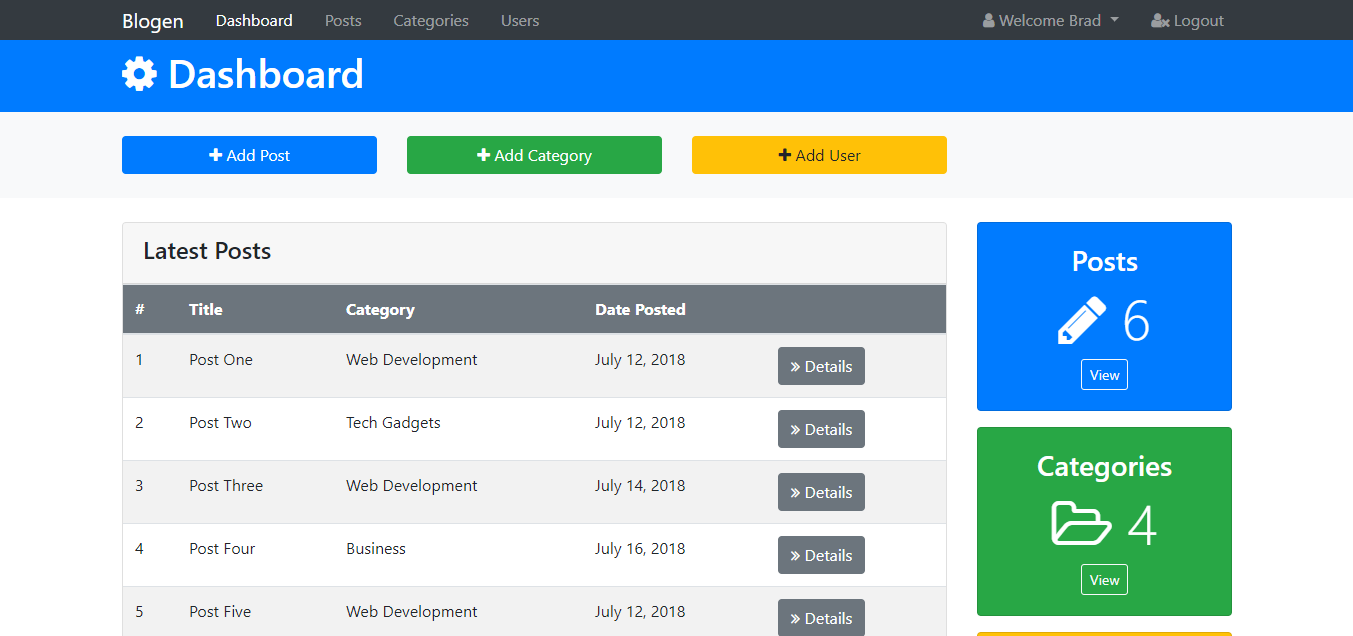 Blogen Dashboard Posts Categories Users Welcome Brad Logout
Dashboard
Add Post Add Category Add User
Latest Posts
# Title Category Date Posted
1 Post One Web Development July 12, 2018 Details
2 Post Two Tech Gadgets July 12, 2018 Details
3 Post Three Web Development July 14, 2018 Details
4 Post Four Business July 16, 2018 Details
5 Post Five Web Development July 12, 2018 Details
Posts
6
View
Categories
4
View